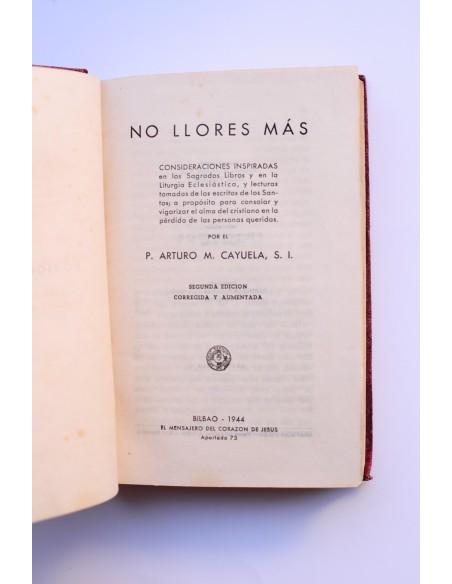 NO LLORES MÁS
CONSIDERACIONES INSPIRADAS
en los Sagrados Libros y en la
Liturgia Eclesiástica, y lecturas
tomadas de los escritos de los San-
tos; a propósito para consolar y
vigorizar el alma del cristiano en la
pérdida de las personas queridas.
POR EL
P. ARTURO M. CAYUELA, S. I.
SEGUNDA EDICION
CORREGIDA Y AUMENTADA
BILBAO - 1944
EL MENSAJERO DEL CORAZON DE JESUS
Apartado 73